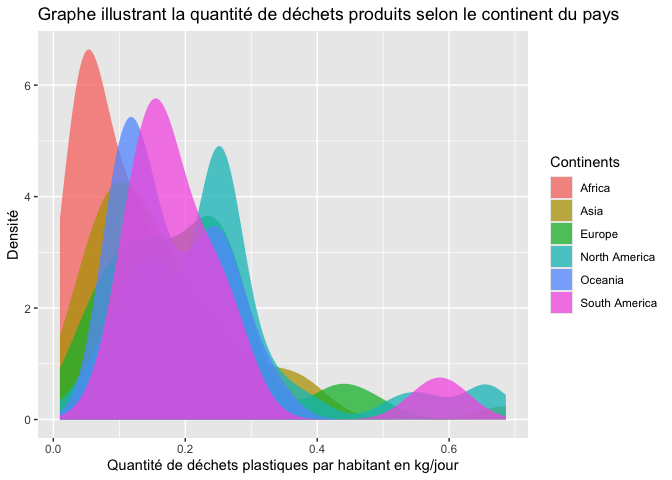 Graphe illustrant la quantité de déchets produits selon le continent du pays
6
4
2
0
Densité
0.0
0.2
0.4
0.6
Quantité de déchets plastiques par habitant en kg/jour
Continents
Africa
Asia
Europe
North America
Oceania
South America